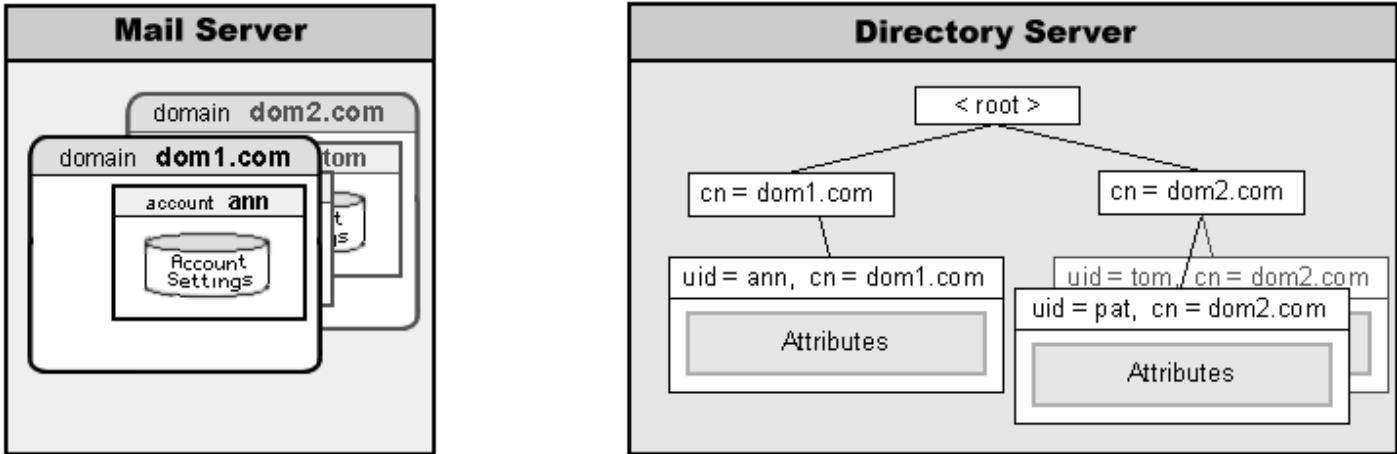 Mail Server
domain dom2.com
tom
domain dom1.com
account ann
Account
Settings
Directory Server
< root >
cn = dom1.com
cn = dom2.com
uid = ann, cn = dom1.com
Attributes
uid = tom, cn = dom2.com
uid = pat, cn = dom2.com
Attributes